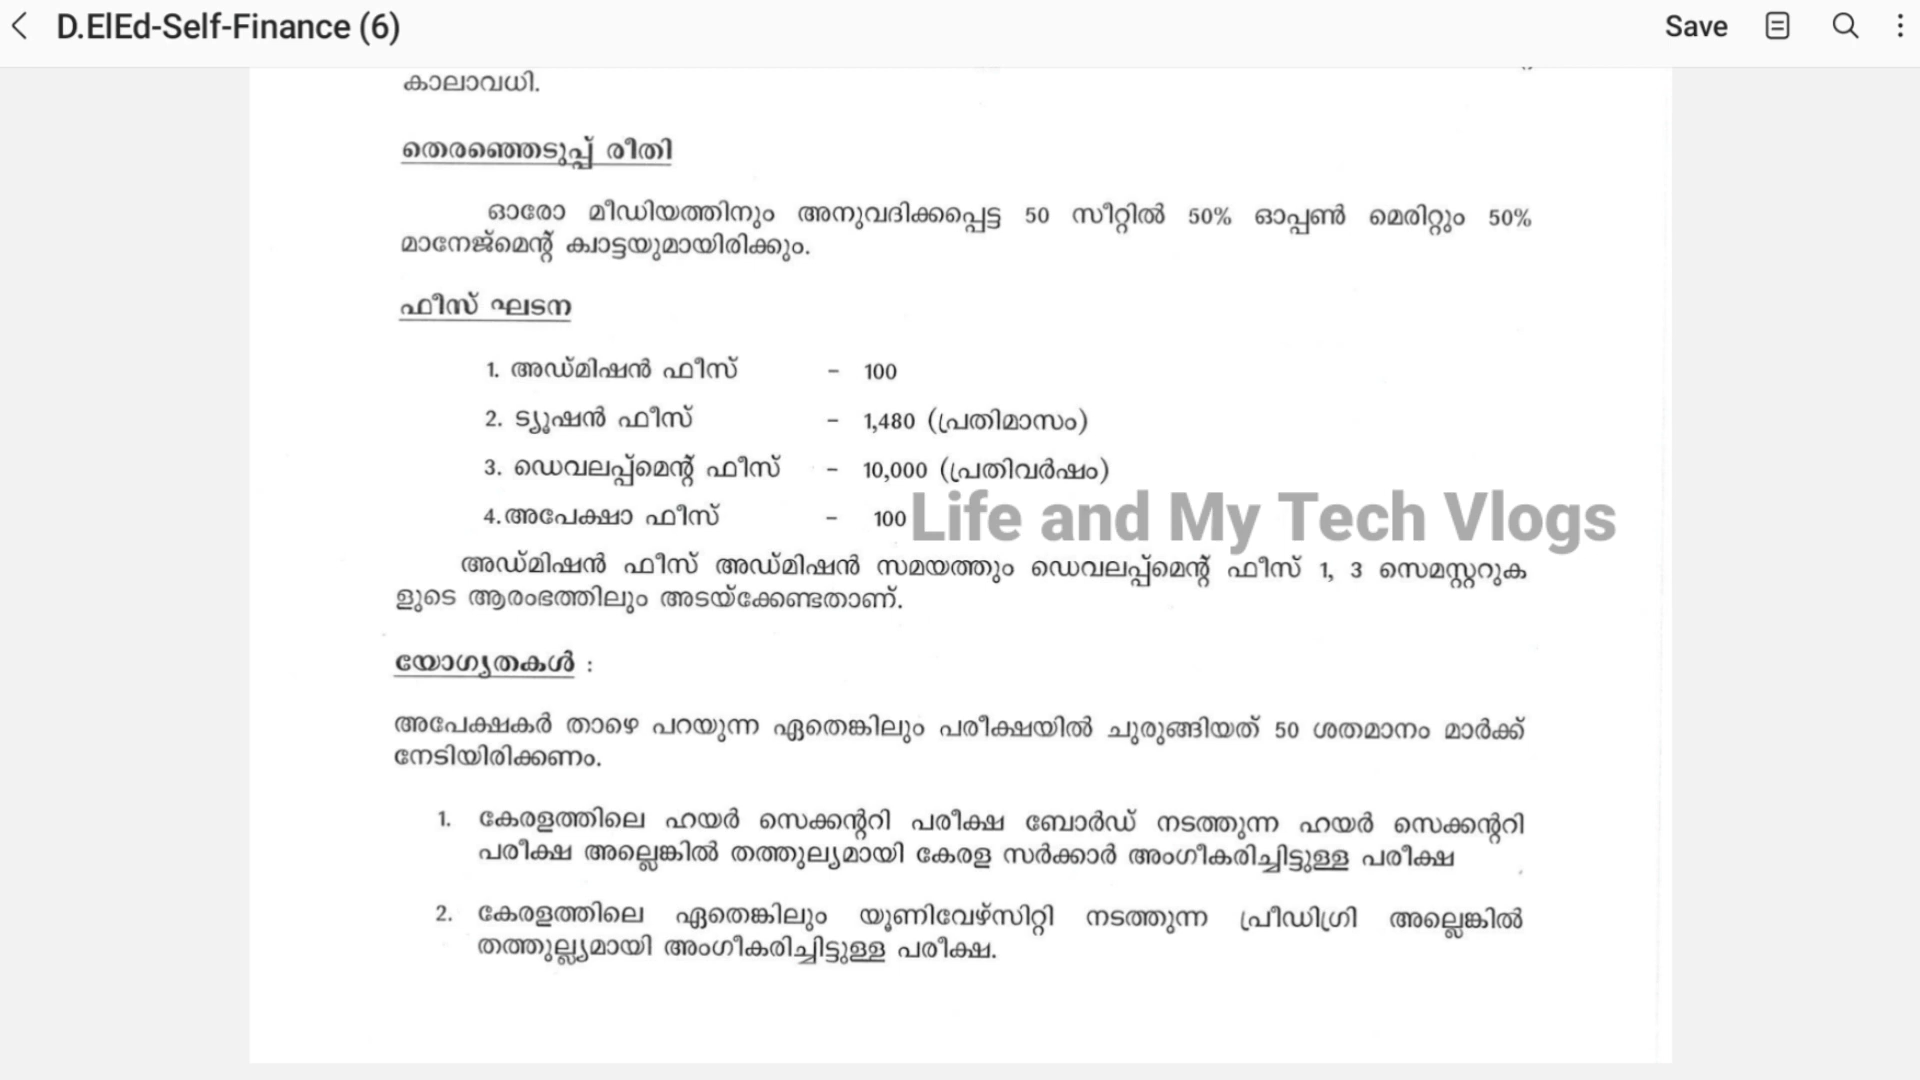 D.ElEd-Self-Finance (6)
Save
കാലാവധി.
തെരഞ്ഞെടുപ്പ് രീതി
ഓരോ മീഡിയത്തിനും അനുവദിക്കപ്പെട്ട 50 സീറ്റിൽ 50% ഓപ്പൺ മെരിറ്റും 50%
മാനേജ്മെന്റ് ക്വാട്ടയുമായിരിക്കും.
ഫീസ് ഘടന
1. അഡ്മിഷൻ ഫീസ് - 100
2. ട്യൂഷൻ ഫീസ് - 1,480 (പ്രതിമാസം)
3. ഡെവലപ്പ്മെന്റ് ഫീസ് - 10,000 (പ്രതിവർഷം)
4.അപേക്ഷാ ഫീസ് - 100
Life and My Tech Vlogs
അഡ്മിഷൻ ഫീസ് അഡ്മിഷൻ സമയത്തും ഡെവലപ്പ്മെന്റ് ഫീസ് 1, 3 സെമസ്റ്ററുക
ളുടെ ആരംഭത്തിലും അടയ്ക്കേണ്ടതാണ്.
യോഗ്യതകൾ :
അപേക്ഷകർ താഴെ പറയുന്ന ഏതെങ്കിലും പരീക്ഷയിൽ ചുരുങ്ങിയത് 50 ശതമാനം മാർക്ക്
നേടിയിരിക്കണം.
1. കേരളത്തിലെ ഹയർ സെക്കന്ററി പരീക്ഷ ബോർഡ് നടത്തുന്ന ഹയർ സെക്കന്ററി
പരീക്ഷ അല്ലെങ്കിൽ തത്തുല്യമായി കേരള സർക്കാർ അംഗീകരിച്ചിട്ടുള്ള പരീക്ഷ
2. കേരളത്തിലെ ഏതെങ്കിലും യൂണിവേഴ്സിറ്റി നടത്തുന്ന പ്രീഡിഗ്രി അല്ലെങ്കിൽ
തത്തുല്ല്യമായി അംഗീകരിച്ചിട്ടുള്ള പരീക്ഷ.